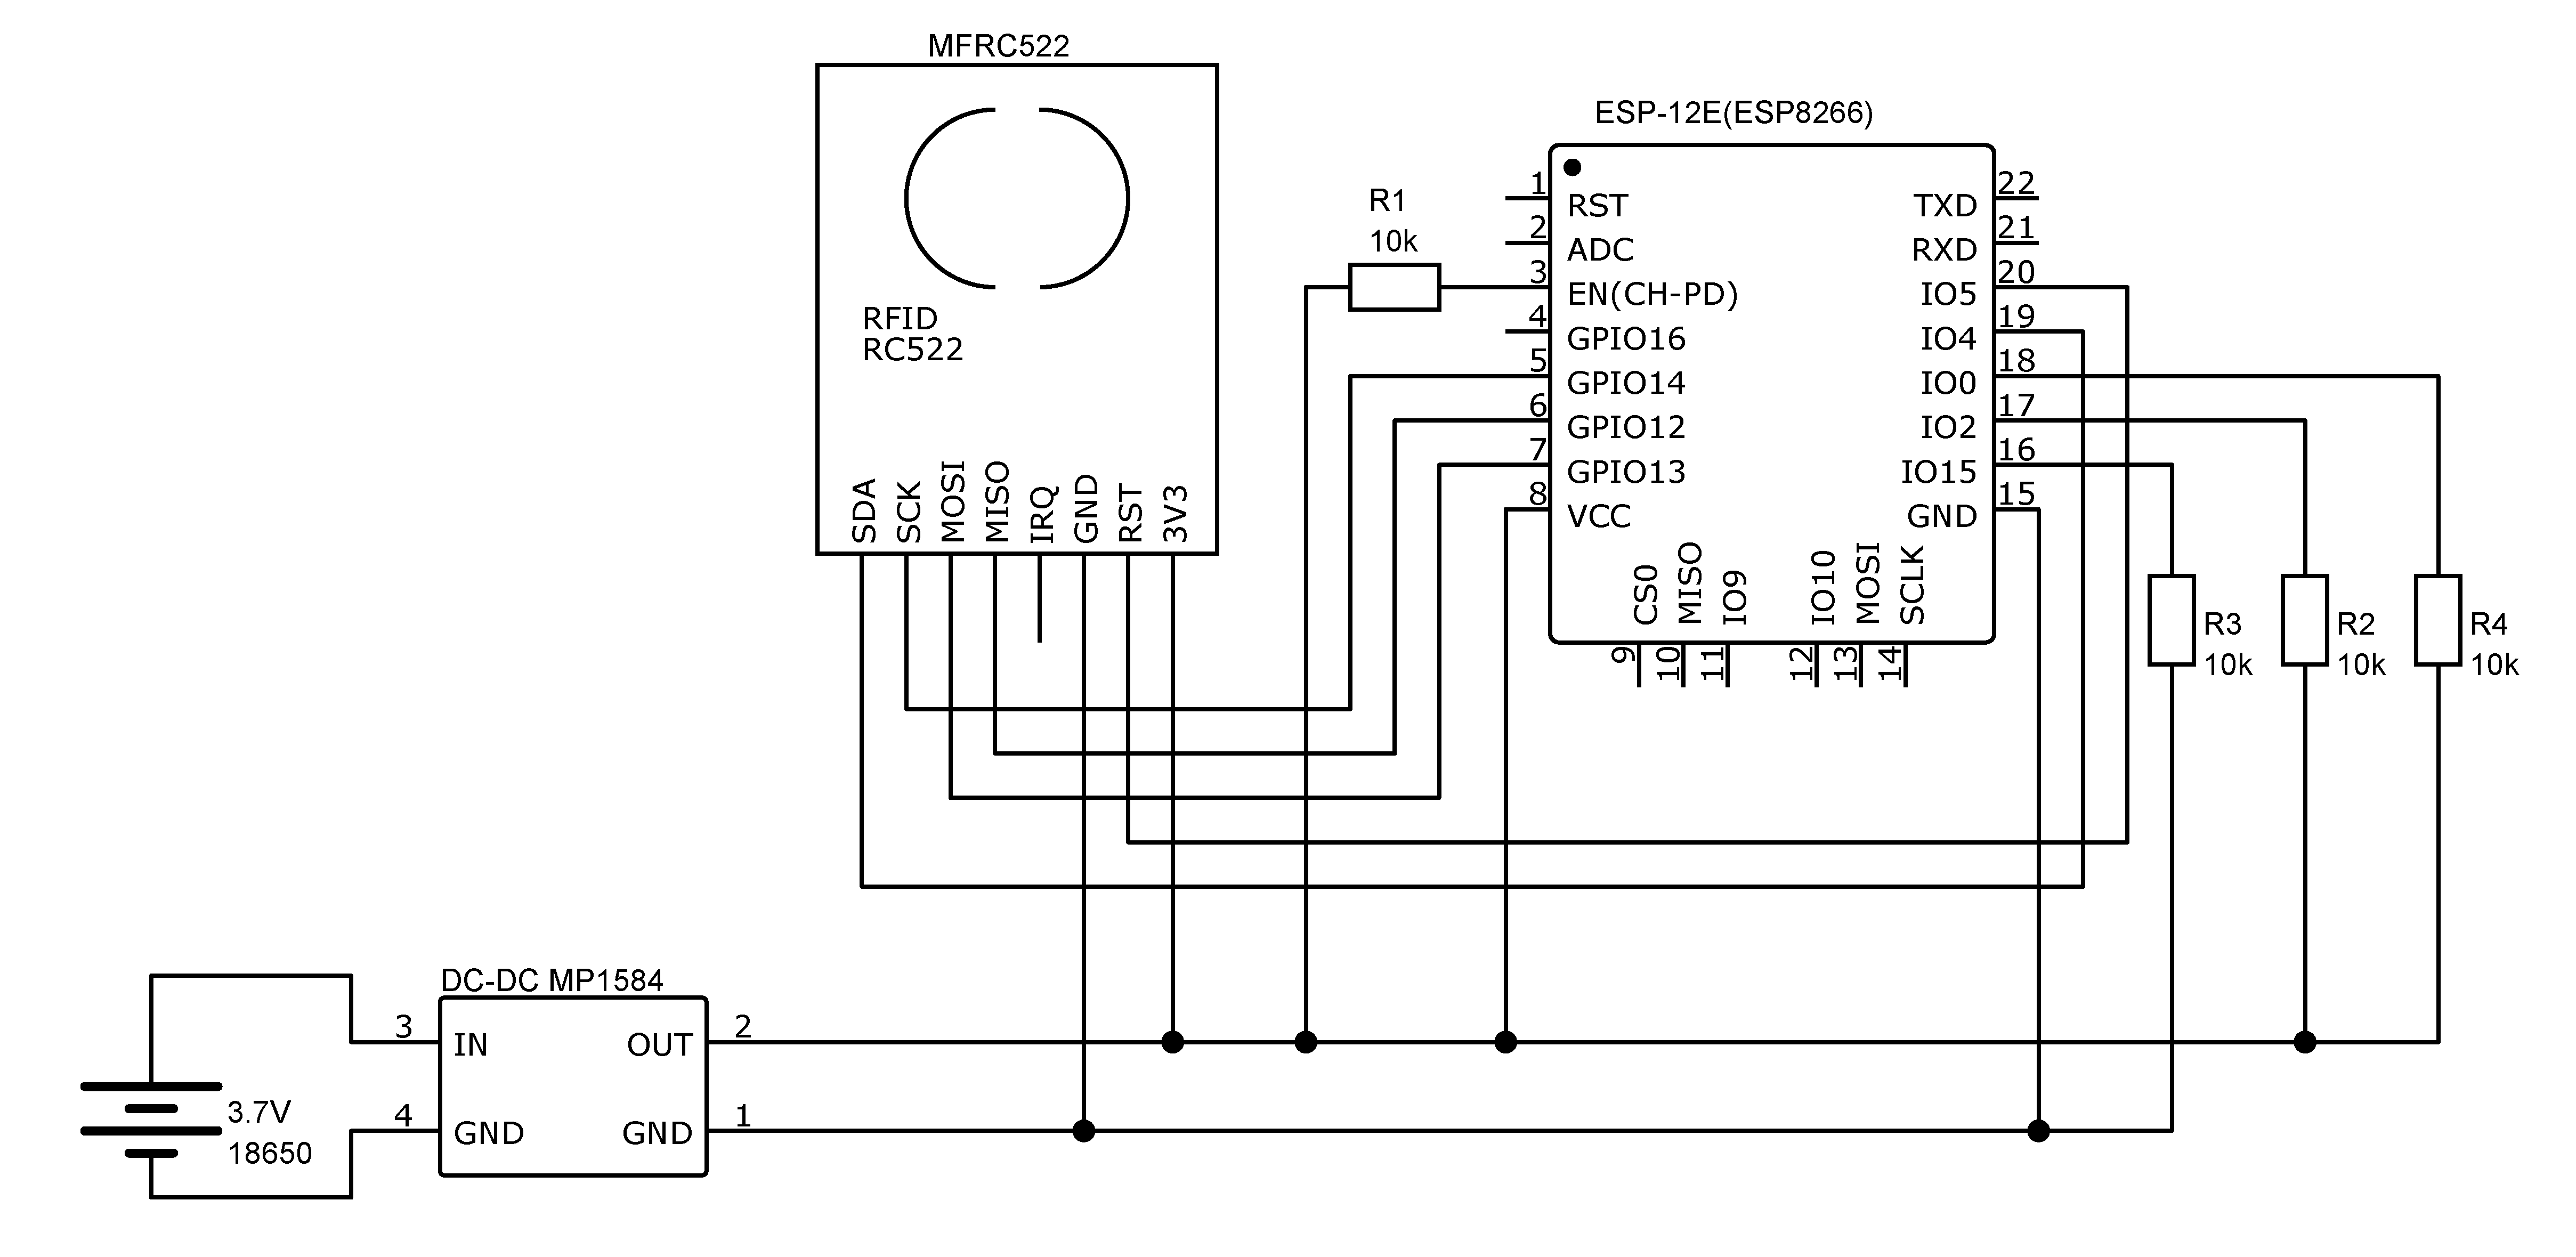 MFRC522
RFID
RC522
SDA
SCK
MOSI
MISO
IRQ
GND
RST
3V3
R1
10k
ESP-12E(ESP8266)
1
RST
2
ADC
3
EN(CH-PD)
4
GPIO16
5
GPIO14
6
GPIO12
7
GPIO13
8
VCC
22
TXD
21
RXD
20
IO5
19
IO4
18
IO0
17
IO2
16
IO15
15
GND
CS0
MISO
IO9
IO10
MOSI
SCLK
9
10
11
12
13
14
R3
10k
R2
10k
R4
10k
DC-DC MP1584
3
IN
OUT
2
4
GND
GND
1
3.7V
18650